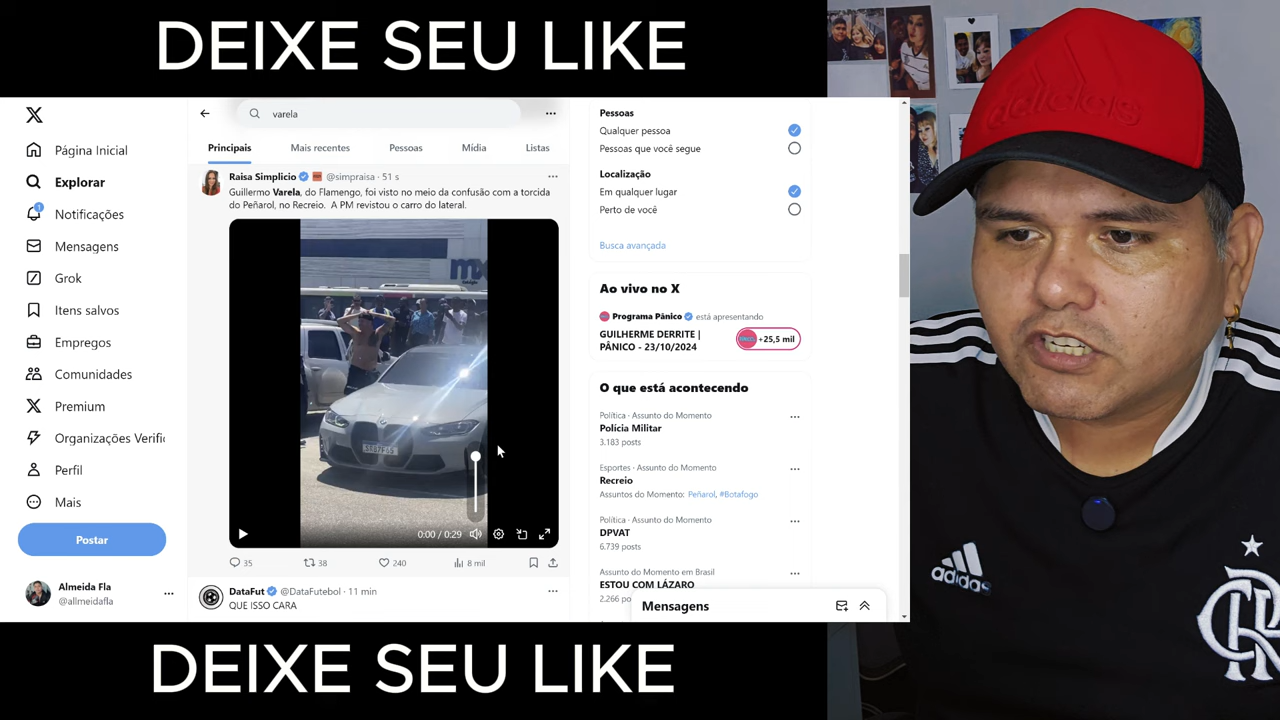 DEIXE SEU LIKE
varela
Página Inicial
Explorar
1
Notificações
Mensagens
Grok
Itens salvos
Empregos
Comunidades
Premium
Organizações Verific
Perfil
Mais
Postar
Almeida Fla
@allmeidafla
Principais
Mais recentes
Pessoas
Mídia
Listas
Raisa Simplicio @simpraisa · 51 s
Guillermo Varela, do Flamengo, foi visto no meio da confusão com a torcida
do Peñarol, no Recreio. A PM revistou o carro do lateral.
0:00 / 0:29
35
38
240
8 mil
DataFut @DataFutebol · 11 min
QUE ISSO CARA
Pessoas
Qualquer pessoa
Pessoas que você segue
Localização
Em qualquer lugar
Perto de você
Busca avançada
Ao vivo no X
Programa Pânico está apresentando
GUILHERME DERRITE |
PÂNICO - 23/10/2024
+25,5 mil
O que está acontecendo
Política · Assunto do Momento
Polícia Militar
3.183 posts
Esportes · Assunto do Momento
Recreio
Assuntos do Momento: Peñarol, #Botafogo
Política · Assunto do Momento
DPVAT
6.739 posts
Assunto do Momento em Brasil
ESTOU COM LÁZARO
2.266 po
Mensagens
adidas
adidas
DEIXE SEU LIKE